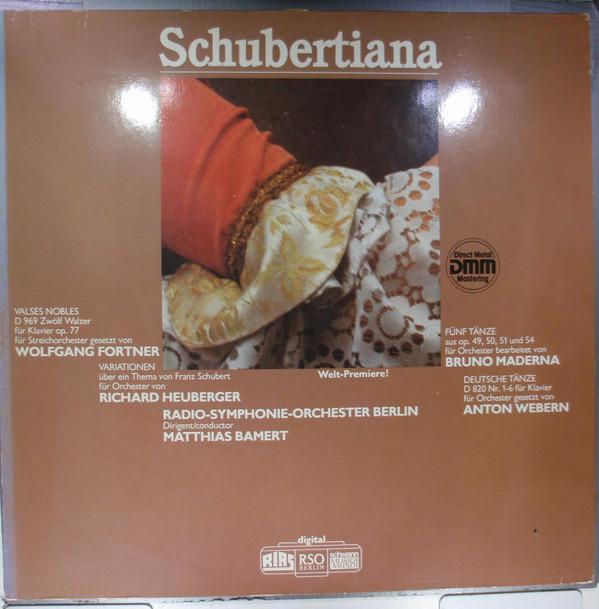 Schubertiana
Direct Metal
DMM
Mastering
VALSES NOBLES
D 969 Zwölf Walzer
für Klavier op. 77
für Streichorchester gesetzt von
WOLFGANG FORTNER
VARIATIONEN
über ein Thema von Franz Schubert
für Orchester von
RICHARD HEUBERGER
Welt-Premiere!
FÜNF TÄNZE
aus op. 49, 50, 51 und 54
für Orchester bearbeitet von
BRUNO MADERNA
DEUTSCHE TÄNZE
D 820 Nr. 1-6 für Klavier
für Orchester gesetzt von
ANTON WEBERN
RADIO-SYMPHONIE-ORCHESTER BERLIN
Dirigent/conductor
MATTHIAS BAMERT
digital
RIAS
RSO
BERLIN
schwann
MUSICA
MUNDI